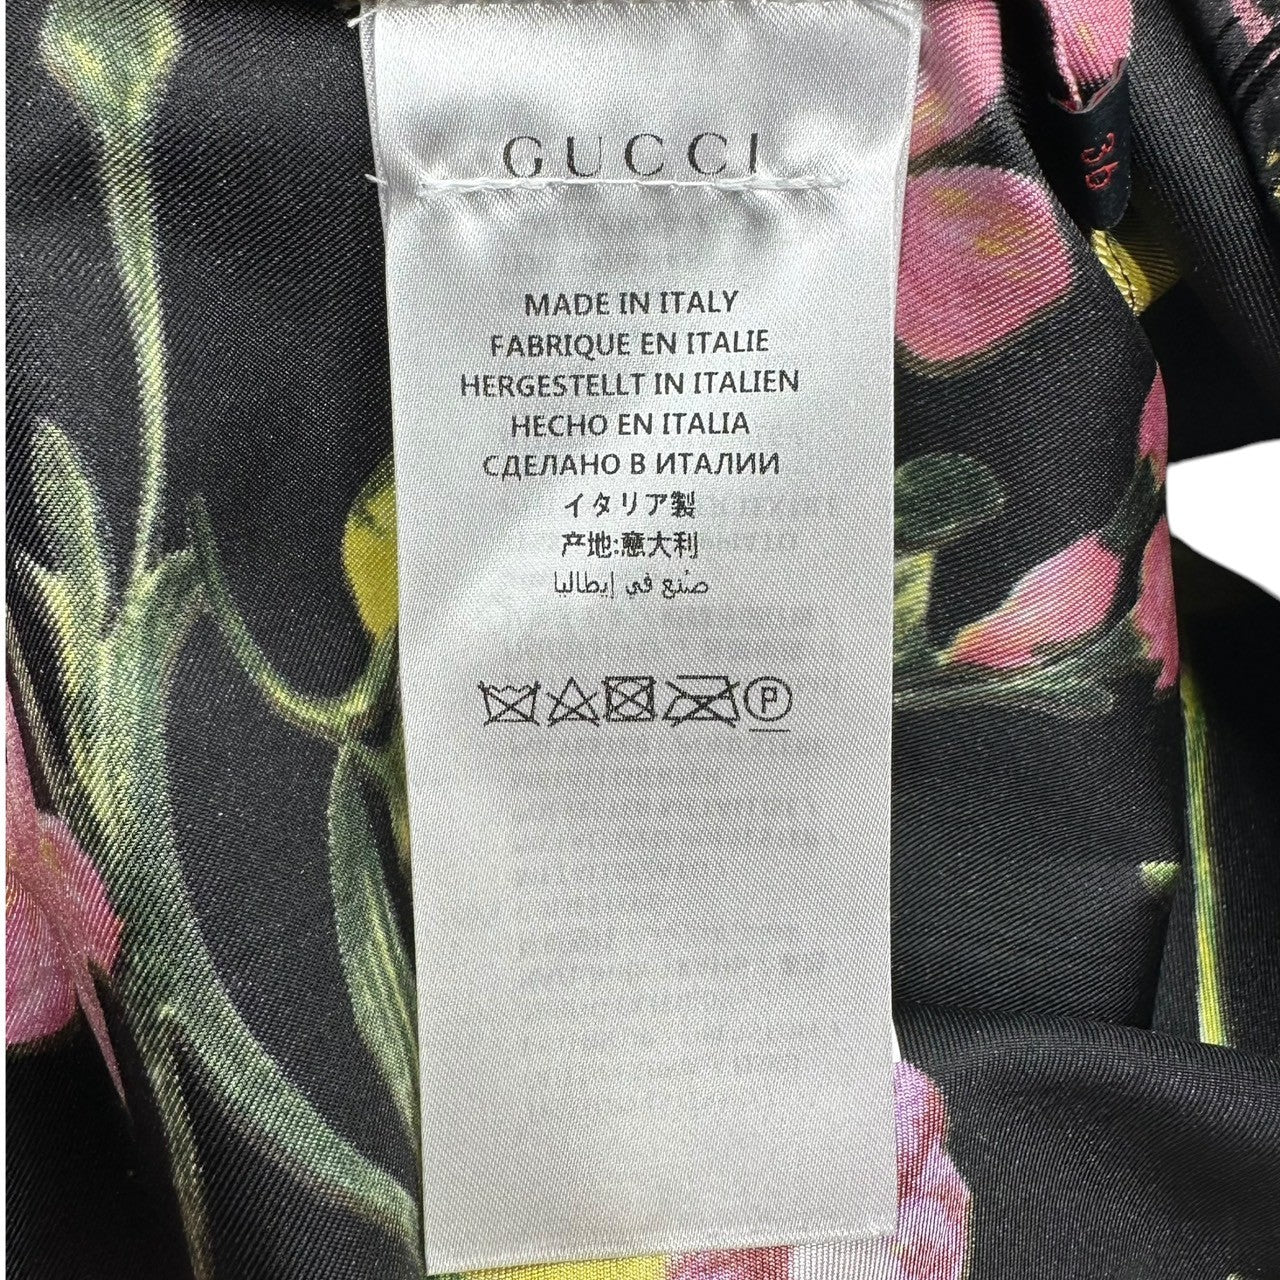 GUCCI
36
MADE IN ITALY
FABRIQUE EN ITALIE
HERGESTELLT IN ITALIEN
HECHO EN ITALIA
СДЕЛАНО В ИТАЛИИ
イタリア製
产地:意大利
صنع في إيطاليا
P